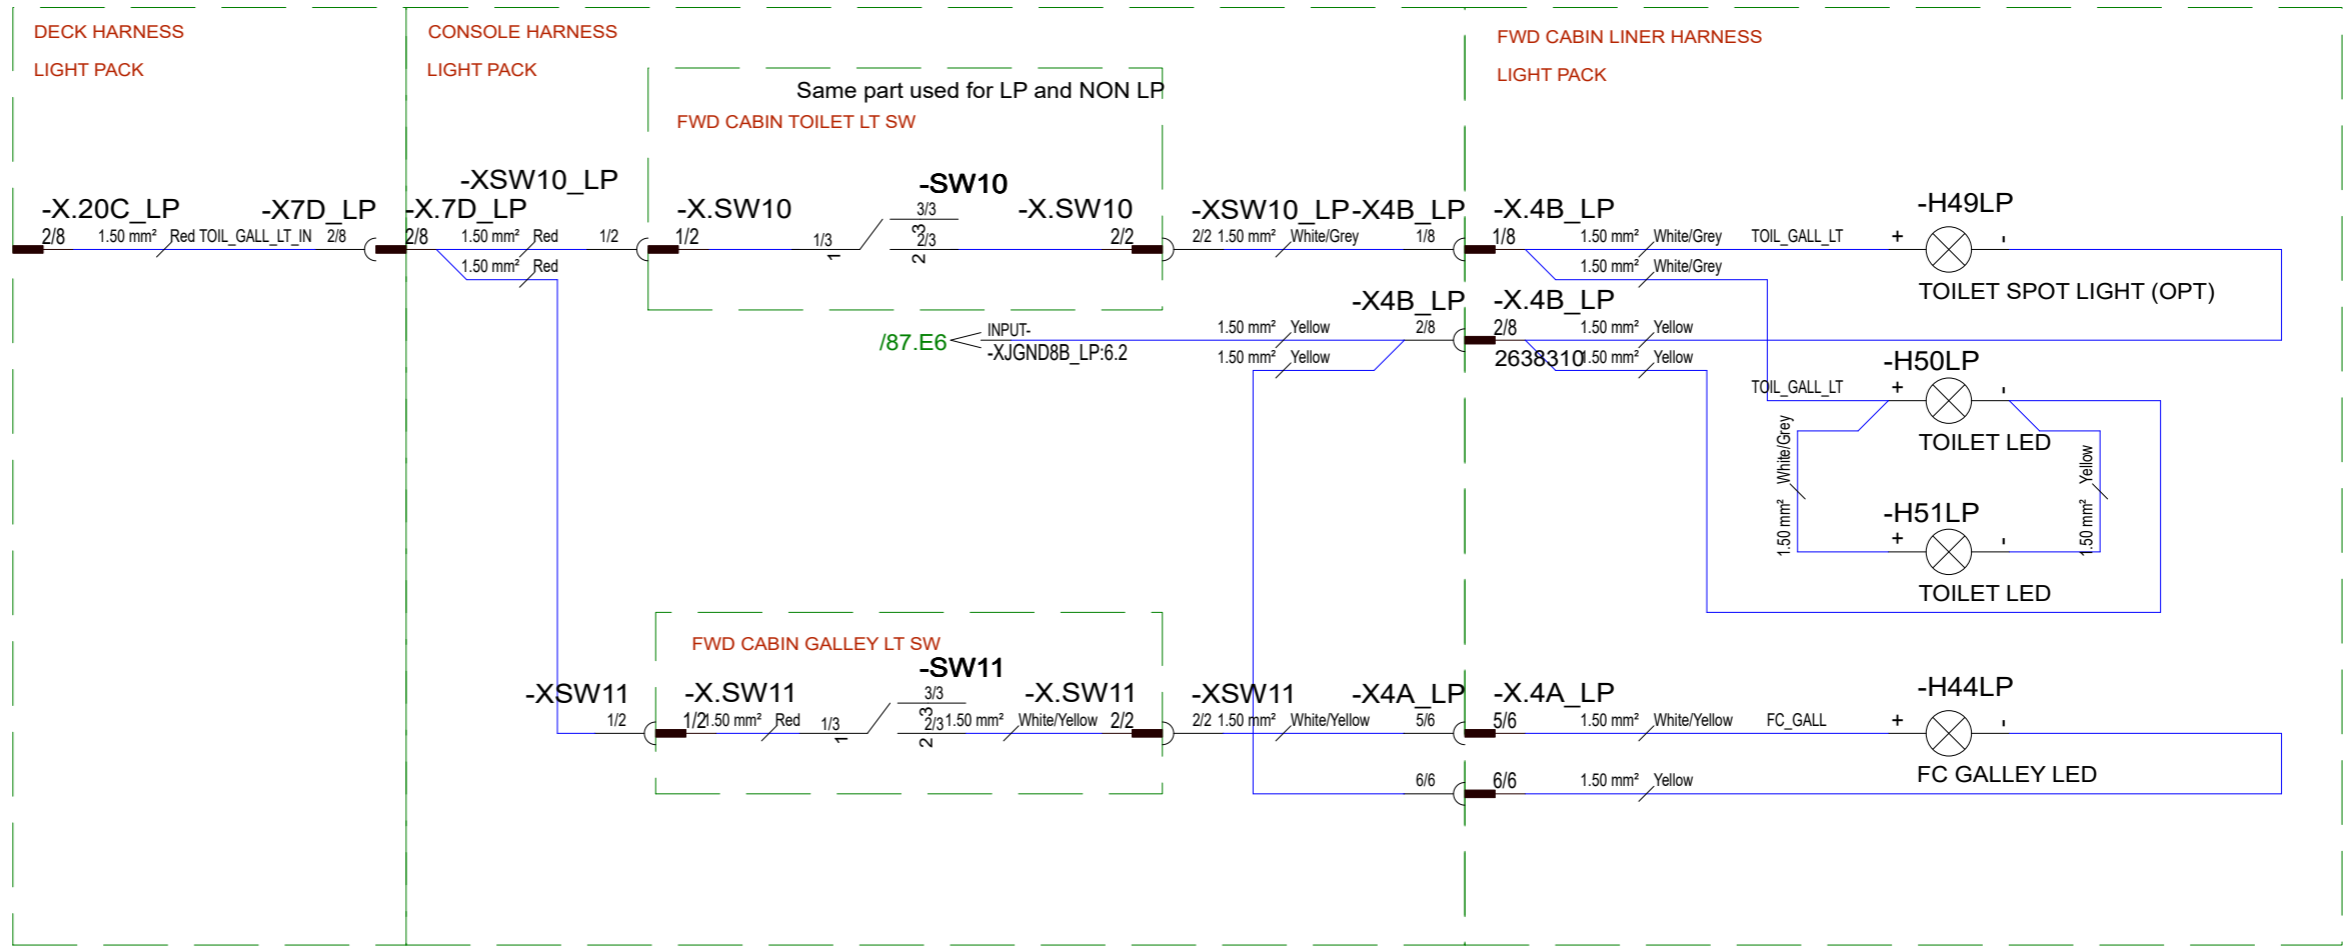 DECK HARNESS
LIGHT PACK
CONSOLE HARNESS
LIGHT PACK
FWD CABIN LINER HARNESS
LIGHT PACK
Same part used for LP and NON LP
FWD CABIN TOILET LT SW
-X.20C_LP
2/8 1.50 mm² Red TOIL_GALL_LT_IN 2/8
-X7D_LP
-X.7D_LP
-XSW10_LP
2/8 1.50 mm² Red 1/2
1.50 mm² Red
-X.SW10
1/2
1/3
1
-SW10
3/3
3
2/3
2
-X.SW10
2/2
-XSW10_LP
-X4B_LP
2/2 1.50 mm² White/Grey 1/8
-X.4B_LP
1/8 1.50 mm² White/Grey TOIL_GALL_LT + -
1.50 mm² White/Grey
-H49LP
TOILET SPOT LIGHT (OPT)
/87.E6
INPUT-
-XJGND8B_LP:6.2
-X4B_LP
1.50 mm² Yellow 2/8
1.50 mm² Yellow
-X.4B_LP
2/8 1.50 mm² Yellow
2638310
1.50 mm² Yellow
-H50LP
TOIL_GALL_LT + -
TOILET LED
1.50 mm² White/Grey
1.50 mm² Yellow
-H51LP
+ -
TOILET LED
FWD CABIN GALLEY LT SW
-XSW11
1/2
-X.SW11
1/2 1.50 mm² Red 1/3
1
-SW11
3/3
3
2/3
2
-X.SW11
1.50 mm² White/Yellow 2/2
-XSW11
-X4A_LP
2/2 1.50 mm² White/Yellow 5/6
-X.4A_LP
5/6 1.50 mm² White/Yellow FC_GALL + -
-H44LP
FC GALLEY LED
6/6
6/6 1.50 mm² Yellow